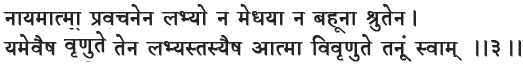 नायमात्मा प्रवचनेन लभ्यो न मेधया न बहूना श्रुतेन।
यमेवैष वृणुते तेन लभ्यस्तस्यैष आत्मा विवृणुते तनूं स्वाम् ।।३।।